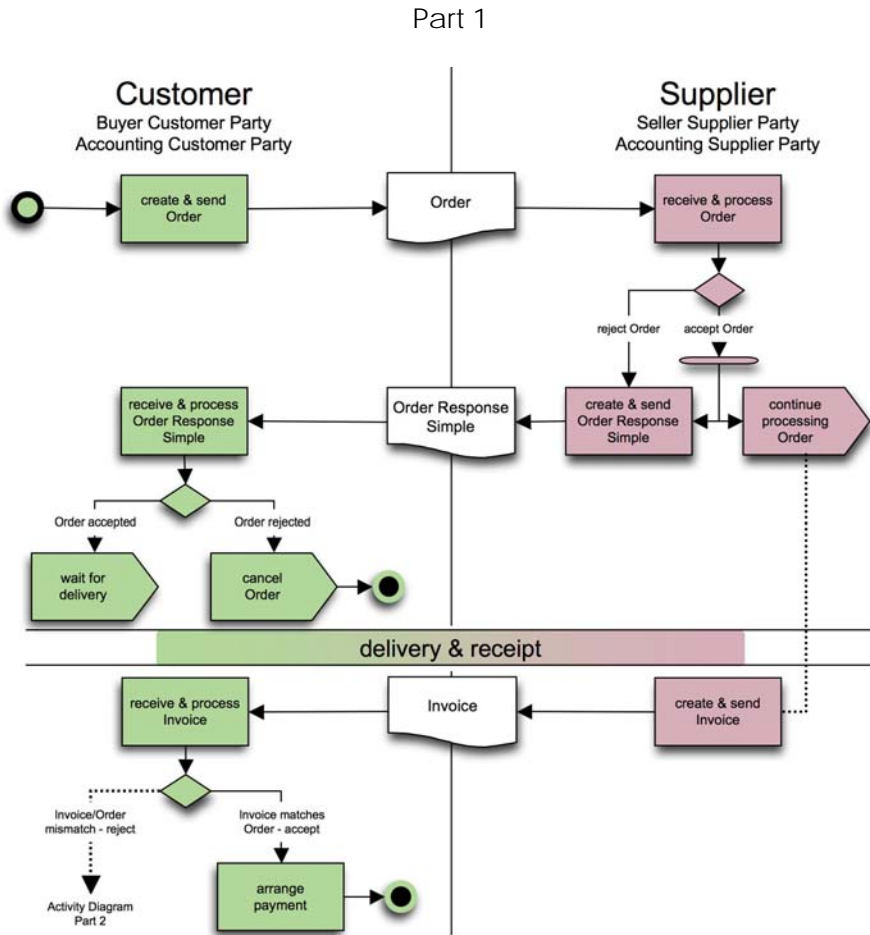 Part 1
Customer
Buyer Customer Party
Accounting Customer Party
Supplier
Seller Supplier Party
Accounting Supplier Party
create & send
Order
Order
receive & process
Order
reject Order
accept Order
receive & process
Order Response
Simple
Order Response
Simple
create & send
Order Response
Simple
continue
processing
Order
Order accepted
Order rejected
wait for
delivery
cancel
Order
delivery & receipt
receive & process
Invoice
Invoice
create & send
Invoice
Invoice/Order
mismatch - reject
Invoice matches
Order - accept
Activity Diagram
Part 2
arrange
payment